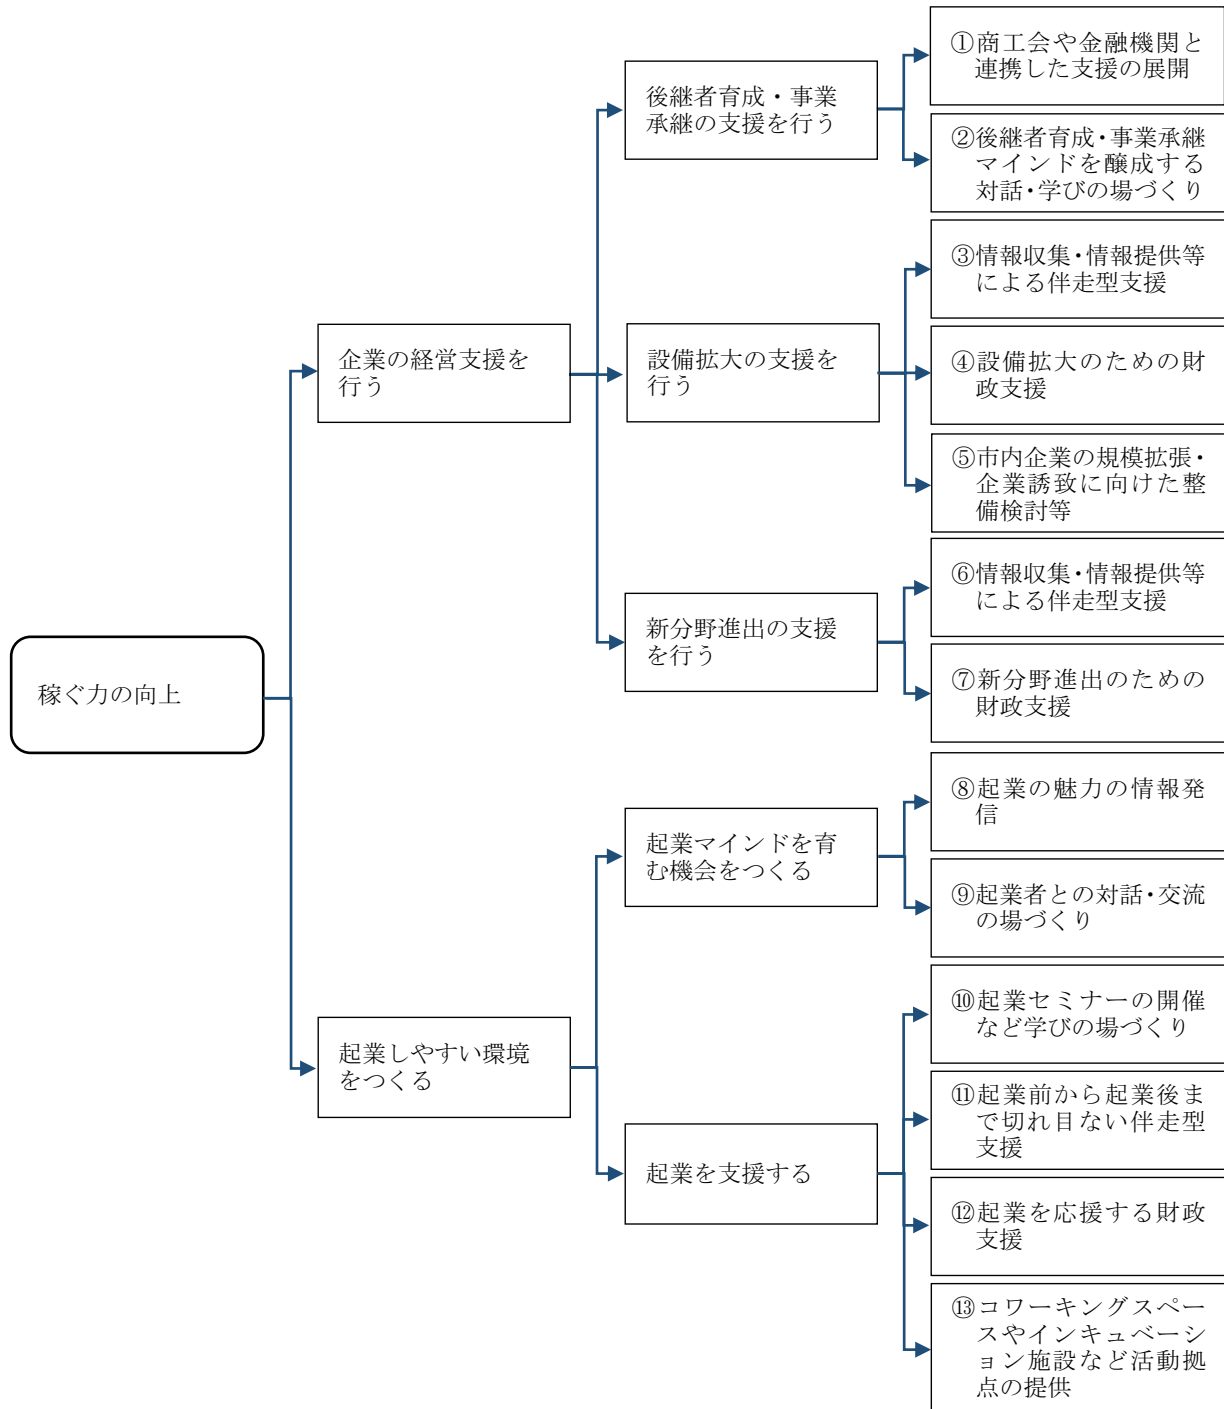 稼ぐ力の向上
企業の経営支援を
行う
後継者育成・事業
承継の支援を行う
①商工会や金融機関と
連携した支援の展開
②後継者育成・事業承継
マインドを醸成する
対話・学びの場づくり
設備拡大の支援を
行う
③情報収集・情報提供等
による伴走型支援
④設備拡大のための財
政支援
⑤市内企業の規模拡張・
企業誘致に向けた整
備検討等
新分野進出の支援
を行う
⑥情報収集・情報提供等
による伴走型支援
⑦新分野進出のための
財政支援
起業しやすい環境
をつくる
起業マインドを育
む機会をつくる
⑧起業の魅力の情報発
信
⑨起業者との対話・交流
の場づくり
起業を支援する
⑩起業セミナーの開催
など学びの場づくり
⑪起業前から起業後ま
で切れ目ない伴走型
支援
⑫起業を応援する財政
支援
⑬コワーキングスペー
スやインキュベーシ
ョン施設など活動拠
点の提供